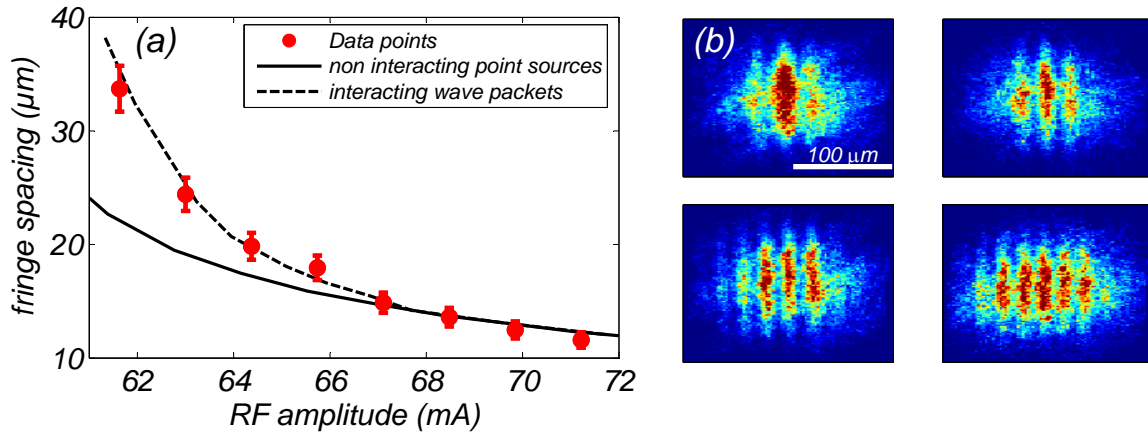 (a)
Data points
non interacting point sources
interacting wave packets
fringe spacing (μm)
40
30
20
10
62 64 66 68 70 72
RF amplitude (mA)
(b)
100 μm